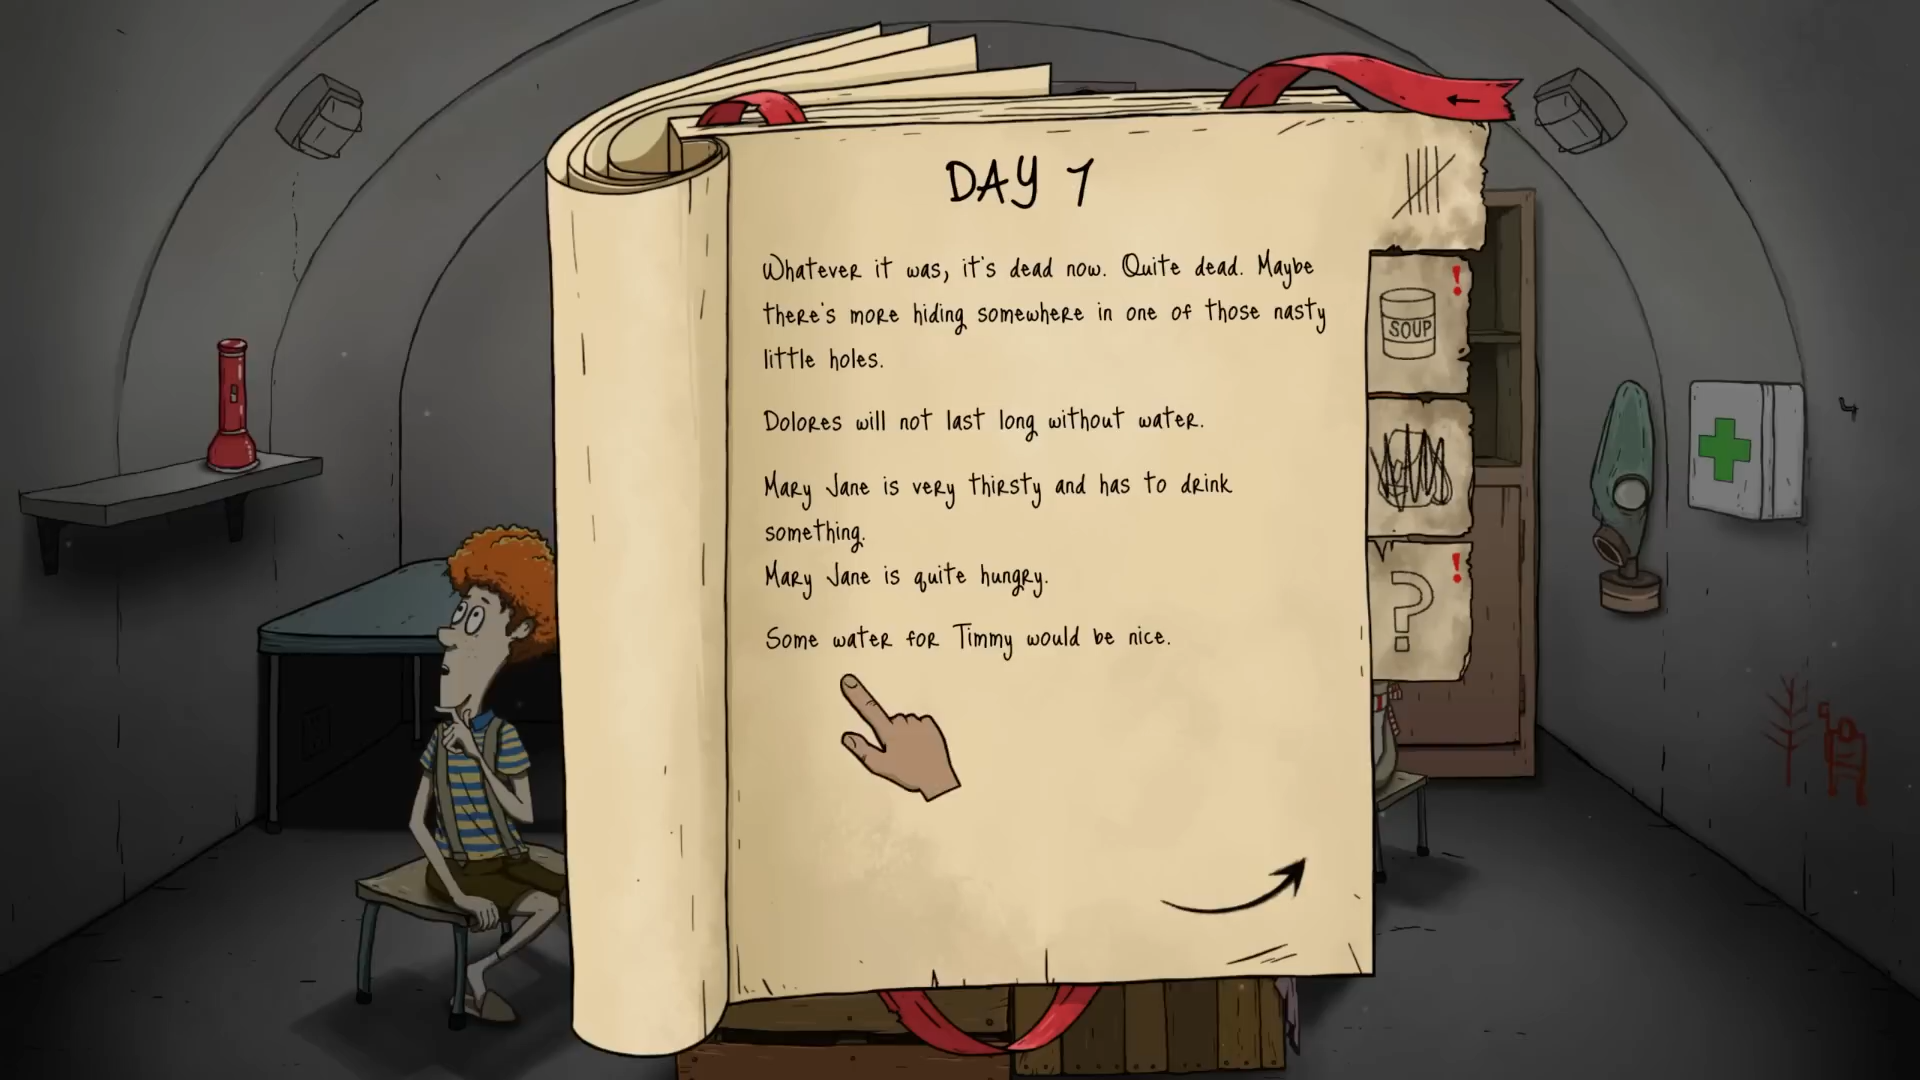 DAY 7
Whatever it was, it's dead now. Quite dead. Maybe
there's more hiding somewhere in one of those nasty
little holes.
Dolores will not last long without water.
Mary Jane is very thirsty and has to drink
something.
Mary Jane is quite hungry.
Some water for Timmy would be nice.
!
SOUP
!
?